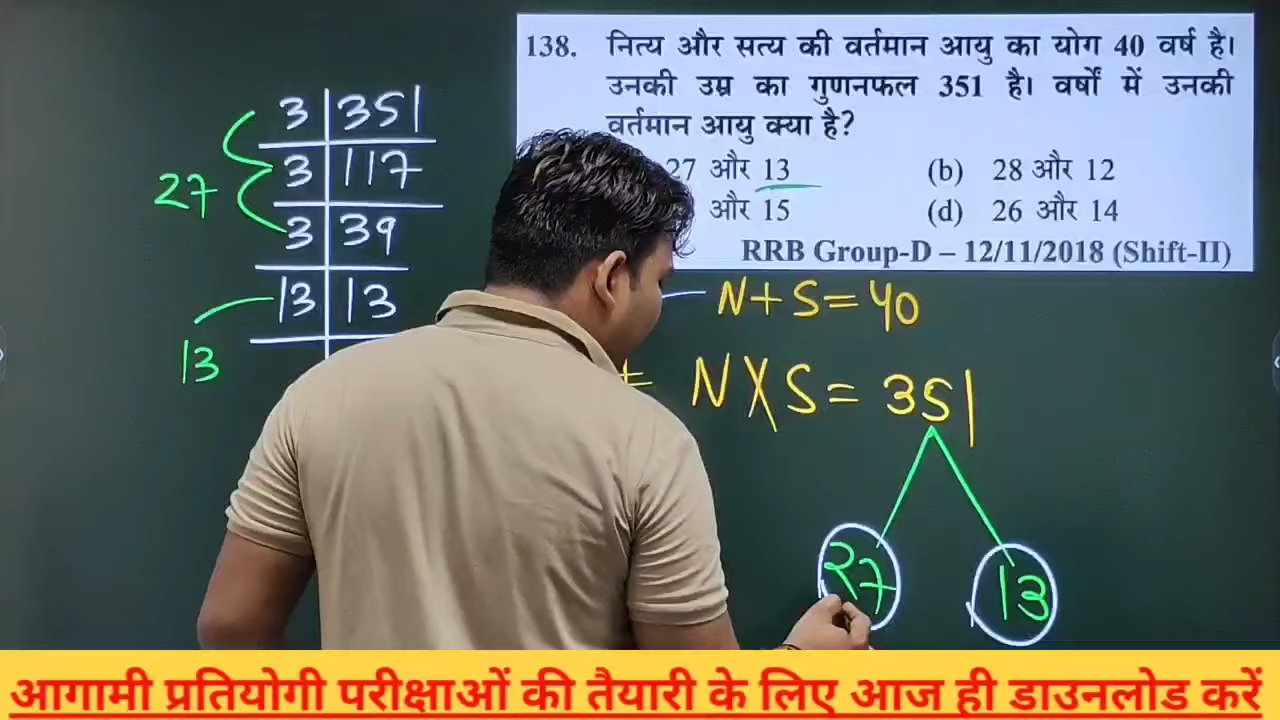 138. नित्य और सत्य की वर्तमान आयु का योग 40 वर्ष है।
उनकी उम्र का गुणनफल 351 है। वर्षों में उनकी
वर्तमान आयु क्या है?
27 और 13
(b) 28 और 12
और 15
(d) 26 और 14
RRB Group-D – 12/11/2018 (Shift-II)
3 351
3 117
3 39
13 13
27
13
N+S=40
N×S=351
27 13
आगामी प्रतियोगी परीक्षाओं की तैयारी के लिए आज ही डाउनलोड करें